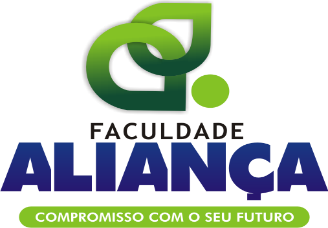 FACULDADE
ALIANÇA
COMPROMISSO COM O SEU FUTURO